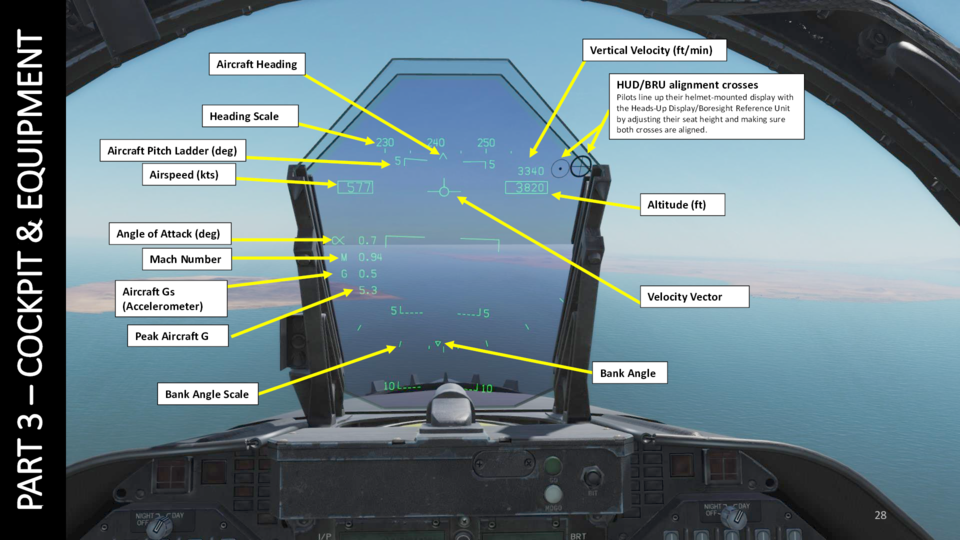 PART 3 – COCKPIT & EQUIPMENT
Aircraft Heading
Vertical Velocity (ft/min)
HUD/BRU alignment crosses
Pilots line up their helmet-mounted display with
the Heads-Up Display/Boresight Reference Unit
by adjusting their seat height and making sure
both crosses are aligned.
Heading Scale
Aircraft Pitch Ladder (deg)
Airspeed (kts)
Altitude (ft)
Angle of Attack (deg)
Mach Number
Aircraft Gs
(Accelerometer)
Peak Aircraft G
Velocity Vector
Bank Angle Scale
Bank Angle
230 240 250
5 5
3340
577 3820
∝ 0.7
M 0.94
G 0.5
5.3
5 5
10 10
BIT
NIGHT DAY
OFF
I/P
BRT
NIGHT DAY
OFF
28